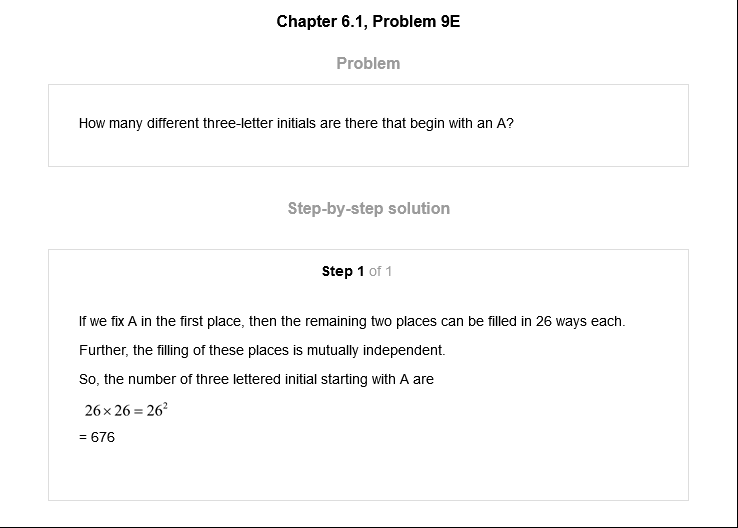 Chapter 6.1, Problem 9E
Problem
How many different three-letter initials are there that begin with an A?
Step-by-step solution
Step 1 of 1
If we fix A in the first place, then the remaining two places can be filled in 26 ways each.
Further, the filling of these places is mutually independent.
So, the number of three lettered initial starting with A are
26 × 26 = 26²
= 676